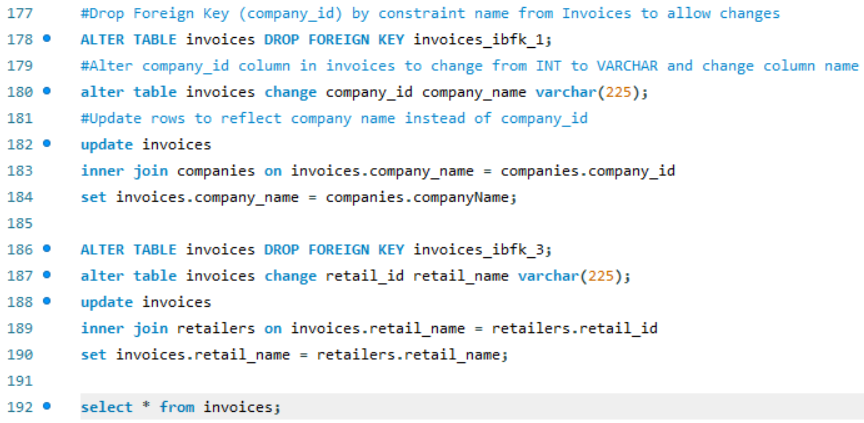 177 #Drop Foreign Key (company_id) by constraint name from Invoices to allow changes
178 ALTER TABLE invoices DROP FOREIGN KEY invoices_ibfk_1;
179 #Alter company_id column in invoices to change from INT to VARCHAR and change column name
180 alter table invoices change company_id company_name varchar(225);
181 #Update rows to reflect company name instead of company_id
182 update invoices
183 inner join companies on invoices.company_name = companies.company_id
184 set invoices.company_name = companies.companyName;
185
186 ALTER TABLE invoices DROP FOREIGN KEY invoices_ibfk_3;
187 alter table invoices change retail_id retail_name varchar(225);
188 update invoices
189 inner join retailers on invoices.retail_name = retailers.retail_id
190 set invoices.retail_name = retailers.retail_name;
191
192 select * from invoices;